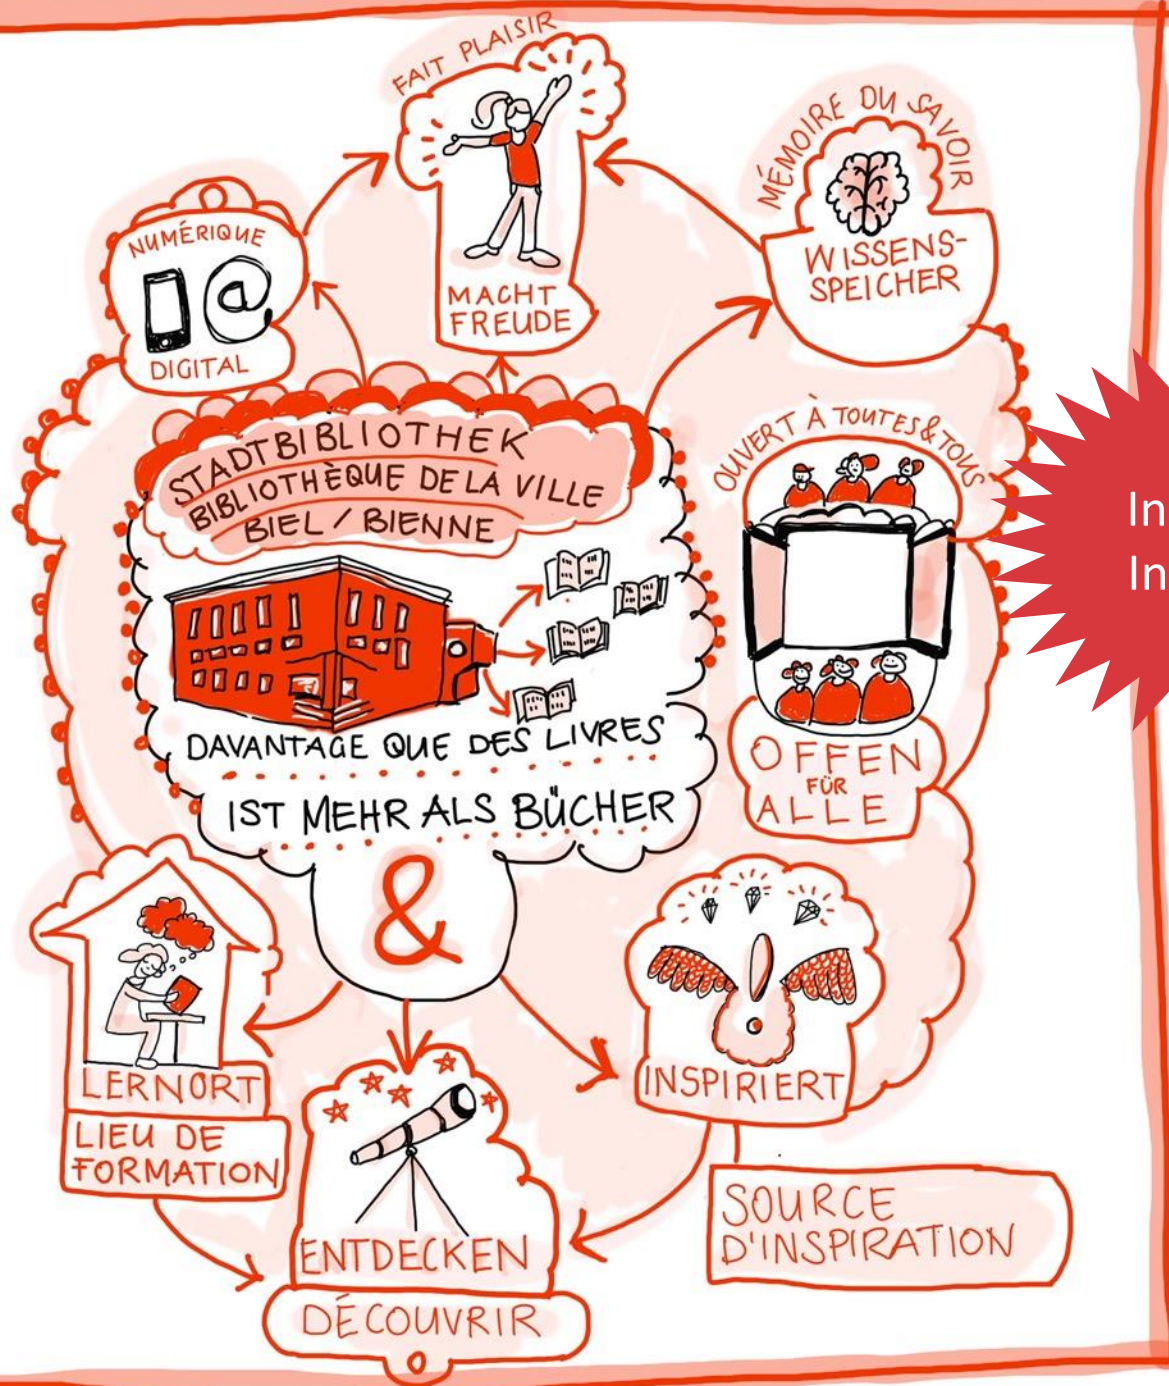 FAIT PLAISIR
MACHT
FREUDE
MÉMOIRE DU SAVOIR
WISSENS-
SPEICHER
NUMÉRIQUE
@
DIGITAL
STADTBIBLIOTHEK
BIBLIOTHÈQUE DE LA VILLE
BIEL / BIENNE
DAVANTAGE QUE DES LIVRES
IST MEHR ALS BÜCHER
&
OUVERT À TOUTES & TOUS
OFFEN
FÜR
ALLE
In
In
LERNORT
LIEU DE
FORMATION
INSPIRIERT
SOURCE
D'INSPIRATION
ENTDECKEN
DÉCOUVRIR